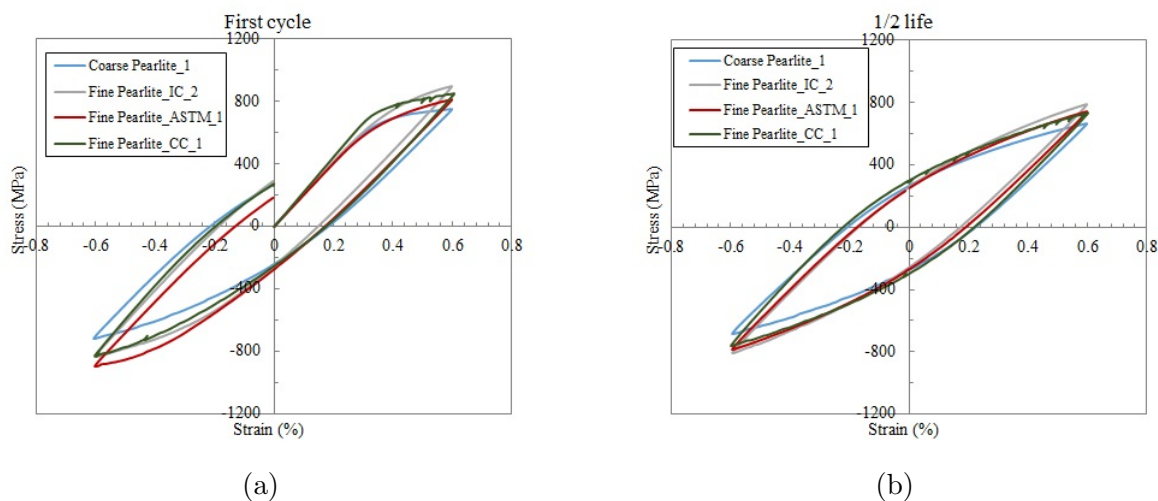 First cycle
1200
800
400
0
-400
-800
-1200
-0.8
-0.6
-0.4
-0.2
0
0.2
0.4
0.6
0.8
Stress (MPa)
Strain (%)
Coarse Pearlite_1
Fine Pearlite_IC_2
Fine Pearlite_ASTM_1
Fine Pearlite_CC_1
(a)
1/2 life
1200
800
400
0
-400
-800
-1200
-0.8
-0.6
-0.4
-0.2
0
0.2
0.4
0.6
0.8
Stress (MPa)
Strain (%)
Coarse Pearlite_1
Fine Pearlite_IC_2
Fine Pearlite_ASTM_1
Fine Pearlite_CC_1
(b)